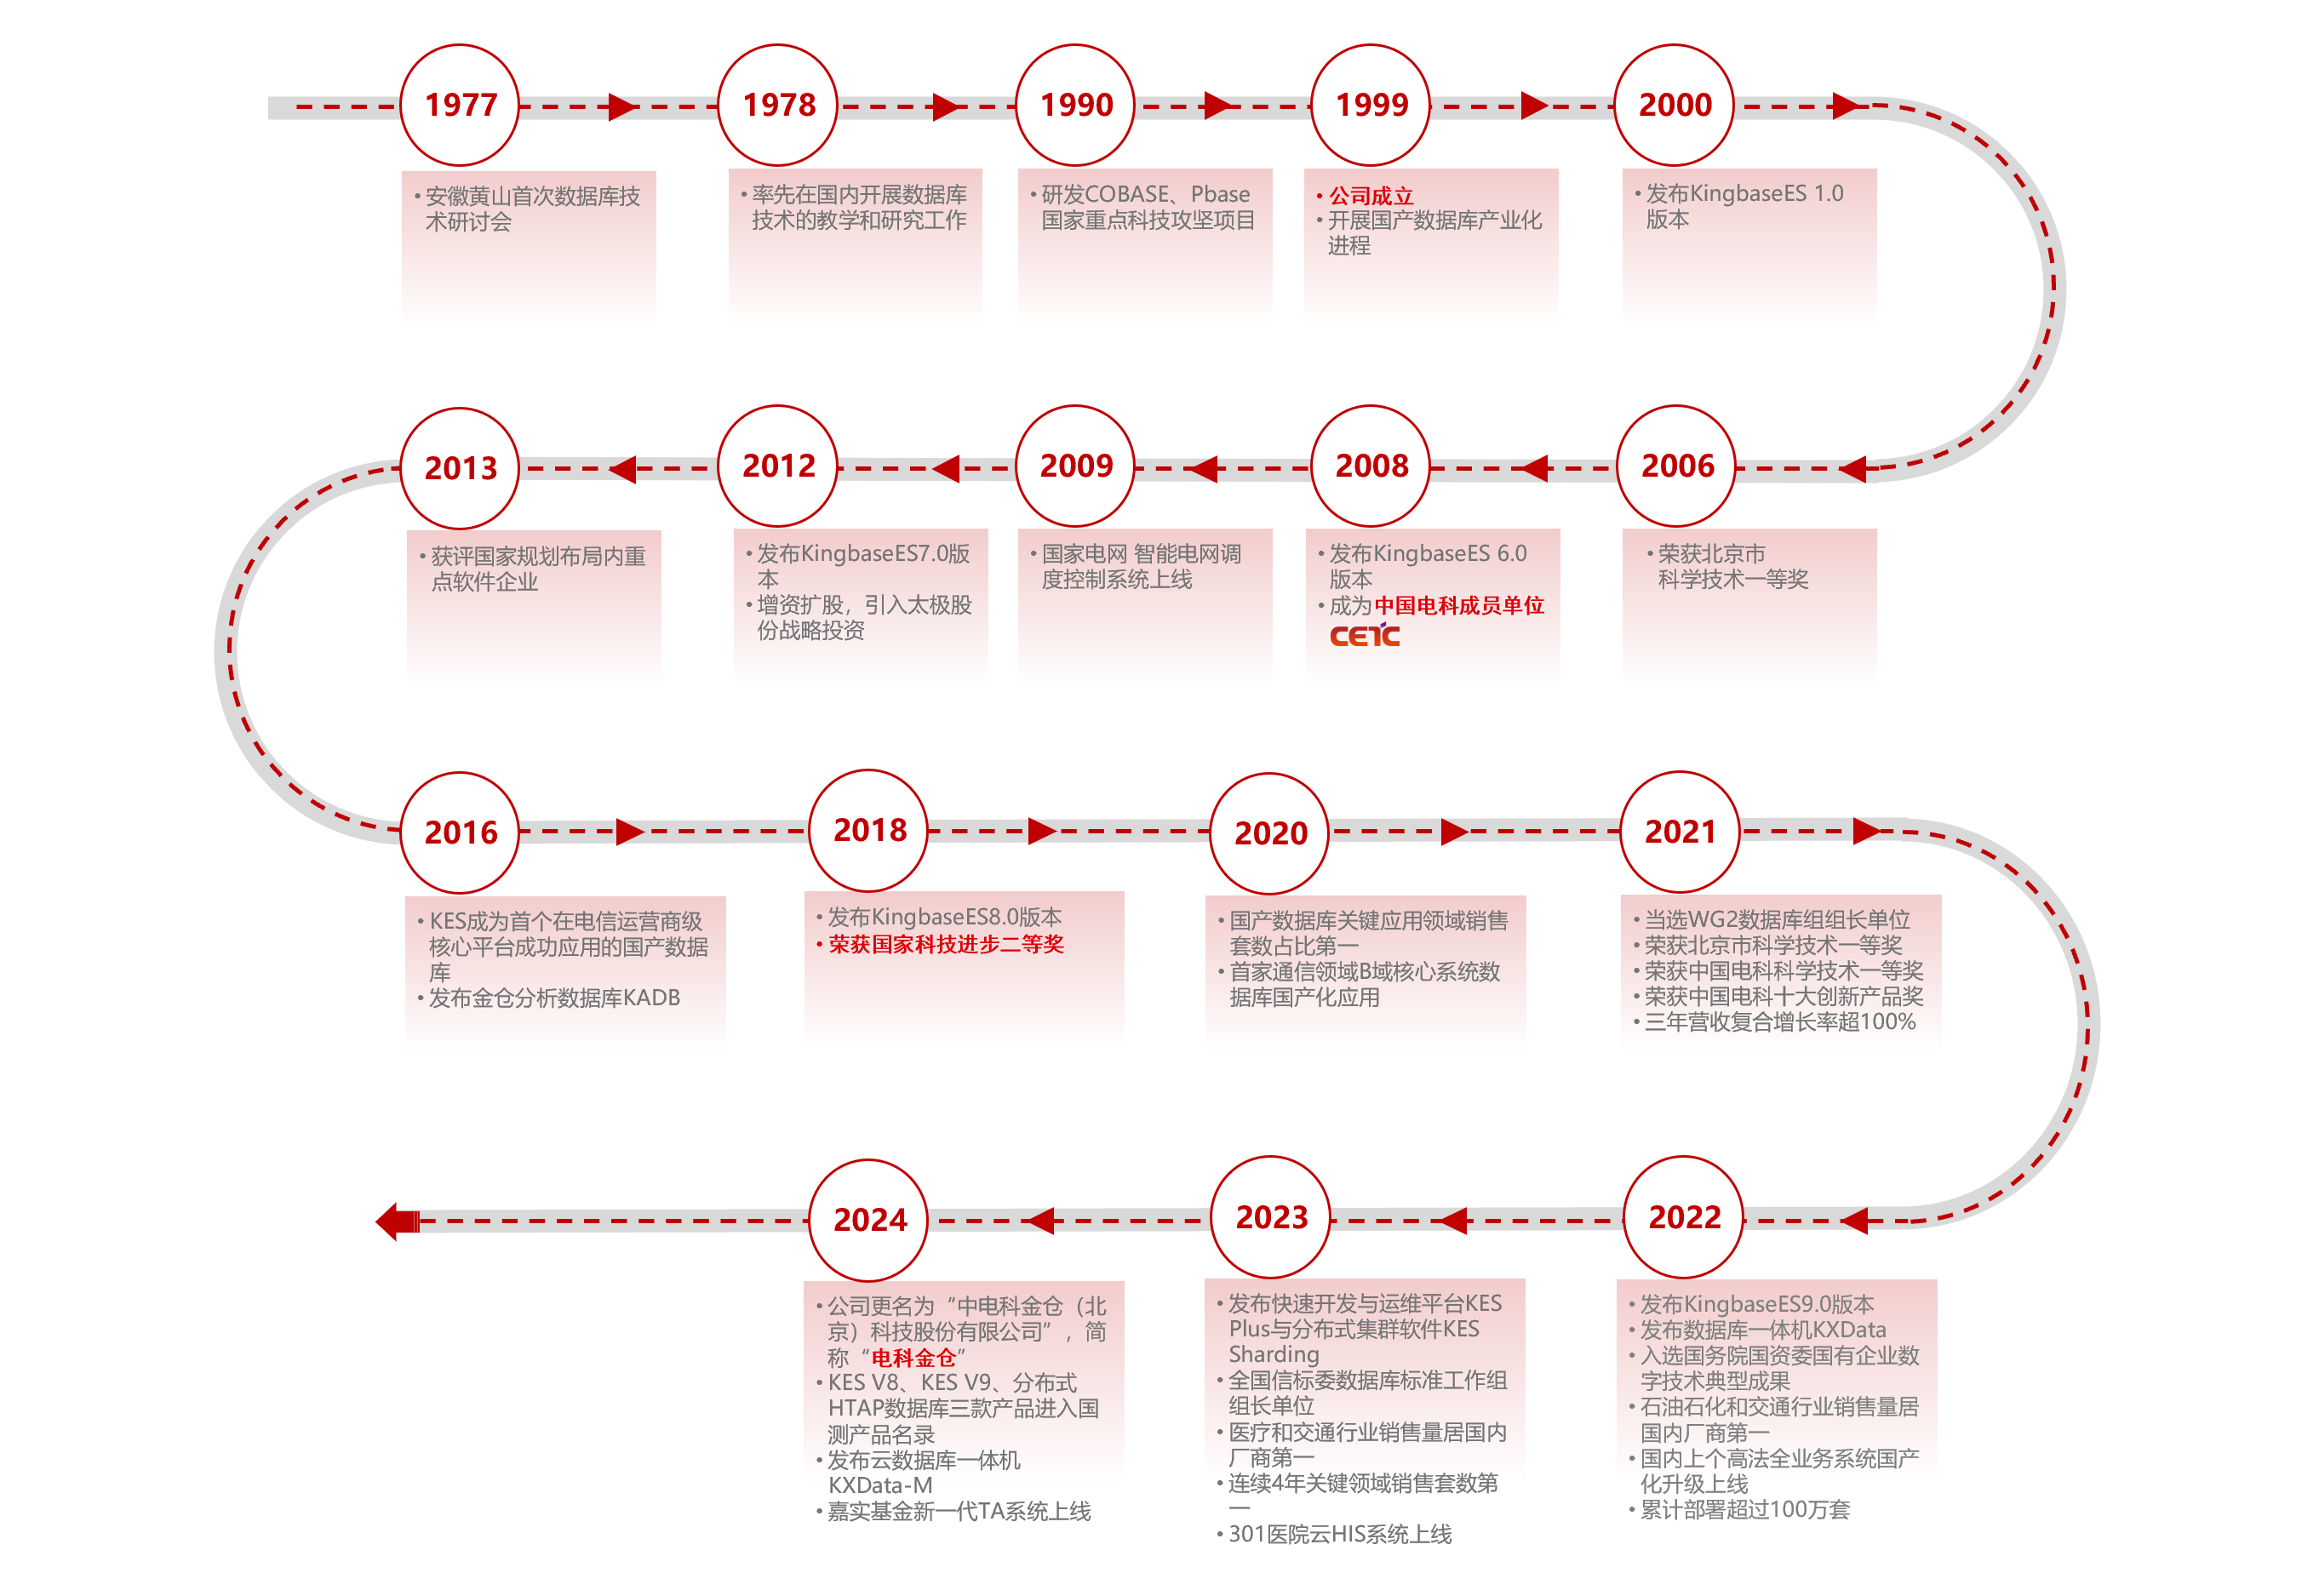 1977
• 安徽黄山首次数据库技
术研讨会
1978
• 率先在国内开展数据库
技术的教学和研究工作
1990
• 研发COBASE、Pbase
国家重点科技攻坚项目
1999
• 公司成立
• 开展国产数据库产业化
进程
2000
• 发布KingbaseES 1.0
版本
2006
• 荣获北京市
科学技术一等奖
2008
• 发布KingbaseES 6.0
版本
• 成为中国电科成员单位
CETC
2009
• 国家电网 智能电网调
度控制系统上线
2012
• 发布KingbaseES7.0版
本
• 增资扩股，引入太极股
份战略投资
2013
• 获评国家规划布局内重
点软件企业
2016
• KES成为首个在电信运营商级
核心平台成功应用的国产数据
库
• 发布金仓分析数据库KADB
2018
• 发布KingbaseES8.0版本
• 荣获国家科技进步二等奖
2020
• 国产数据库关键应用领域销售
套数占比第一
• 首家通信领域B域核心系统数
据库国产化应用
2021
• 当选WG2数据库组组长单位
• 荣获北京市科学技术一等奖
• 荣获中国电科科学技术一等奖
• 荣获中国电科十大创新产品奖
• 三年营收复合增长率超100%
2022
• 发布KingbaseES9.0版本
• 发布数据库一体机KXData
• 入选国务院国资委国有企业数
字技术典型成果
• 石油石化和交通行业销售量居
国内厂商第一
• 国内上个高法全业务系统国产
化升级上线
• 累计部署超过100万套
2023
• 发布快速开发与运维平台KES
Plus与分布式集群软件KES
Sharding
• 全国信标委数据库标准工作组
组长单位
• 医疗和交通行业销售量居国内
厂商第一
• 连续4年关键领域销售套数第
一
• 301医院云HIS系统上线
2024
• 公司更名为“中电科金仓（北
京）科技股份有限公司”，简
称“电科金仓”
• KES V8、KES V9、分布式
HTAP数据库三款产品进入国
测产品名录
• 发布云数据库一体机
KXData-M
• 嘉实基金新一代TA系统上线